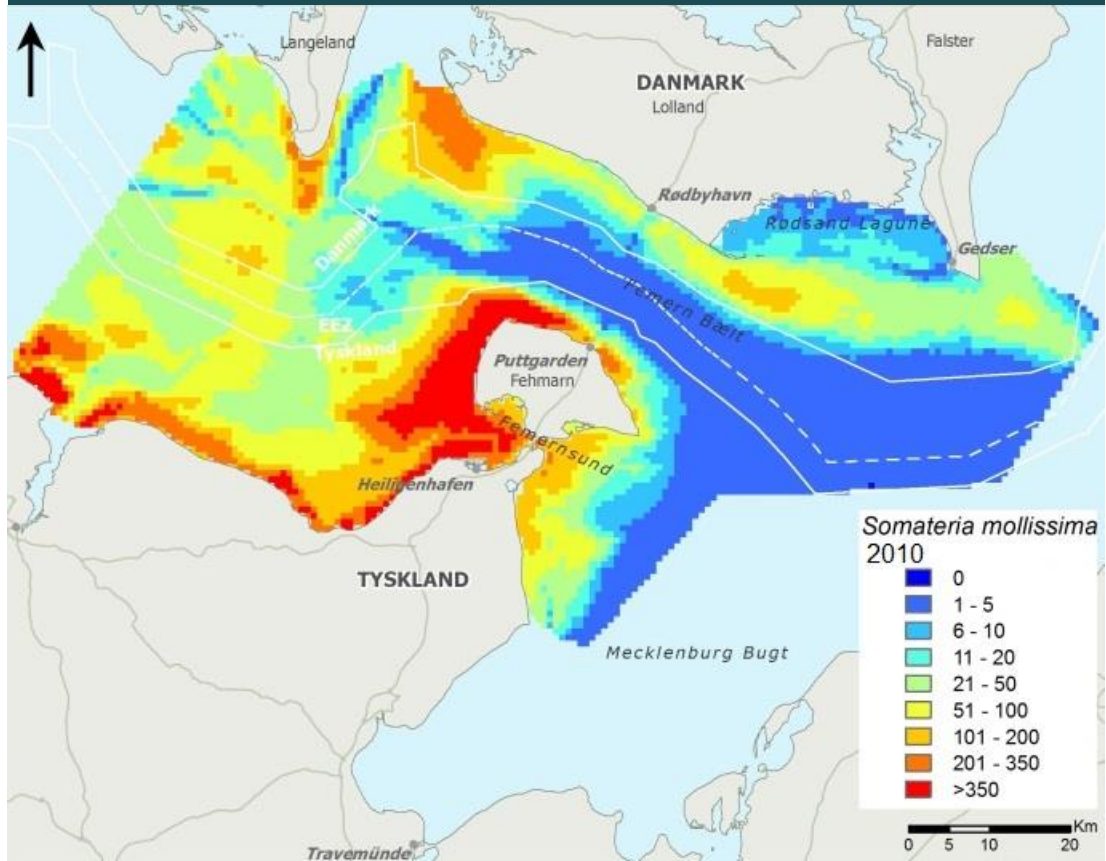 Langeland
Falster
DANMARK
Lolland
Rødbyhavn
Rødsand Lagune
Gedser
Danmark
Femern Bælt
EEZ
Tyskland
Puttgarden
Fehmarn
Femernsund
Heiligenhafen
TYSKLAND
Mecklenburg Bugt
Travemünde
Somateria mollissima
2010
0
1 - 5
6 - 10
11 - 20
21 - 50
51 - 100
101 - 200
201 - 350
>350
Km
0 5 10 20